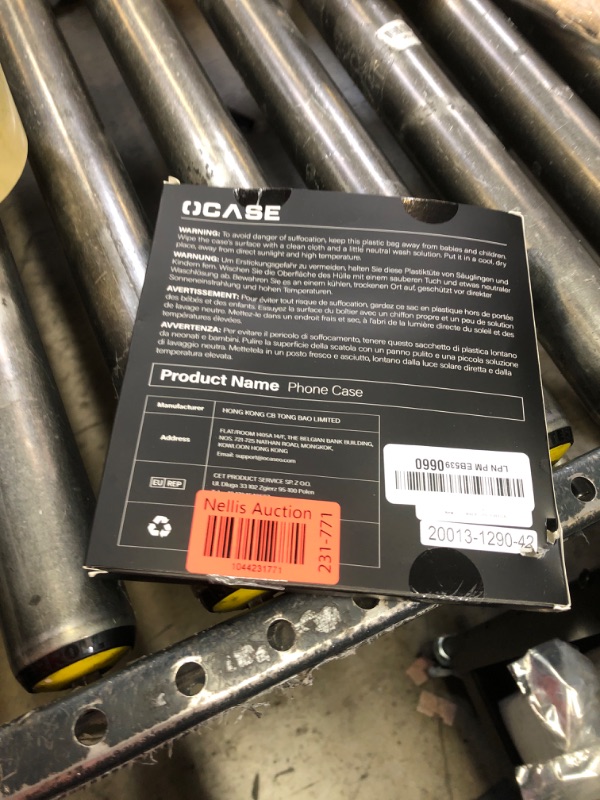 OCASE
WARNING: To avoid danger of suffocation, keep this plastic bag away from babies and children.
Wipe the case's surface with a clean cloth and a little neutral wash solution. Put it in a cool, dry
place, away from direct sunlight and high temperature.
WARNUNG: Um Erstickungsgefahr zu vermeiden, halten Sie diese Plastiktüte von Säuglingen und
Kindern fern. Wischen Sie die Oberfläche des Hülle mit einem sauberen Tuch und etwas neutraler
Waschlösung ab. Bewahren Sie es an einem kühlen, trockenen Ort auf, geschützt vor direkter
Sonneneinstrahlung und hohen Temperaturen.
AVERTISSEMENT: Pour éviter tout risque de suffocation, gardez ce sac en plastique hors de portée
des bébés et des enfants. Essuyez la surface du boîtier avec un chiffon propre et un peu de solution
de lavage neutre. Mettez-le dans un endroit frais et sec, à l'abri de la lumière directe du soleil et des
températures élevées.
AVVERTENZA: Per evitare il pericolo di soffocamento, tenere questo sacchetto di plastica lontano
da neonati e bambini. Pulire la superficie della scatola con un panno pulito e una piccola soluzione
di lavaggio neutra. Mettetela in un posto fresco e asciutto, lontano dalla luce solare diretta e dalla
temperatura elevata.
Product Name Phone Case
Manufacturer HONG KONG CB TONG BAO LIMITED
Address FLAT/ROOM 1405A 14/F, THE BELGIAN BANK BUILDING,
NOS. 721-725 NATHAN ROAD, MONGKOK,
KOWLOON HONG KONG
Email: support@ocaseo.com
EU REP CET PRODUCT SERVICE SP. Z O.O.
Ul. Dluga 33 102 Zgierz 95-100 Polen
LPN PM EB539 0660
20013-1290-42
Nellis Auction
1044231771
231-771